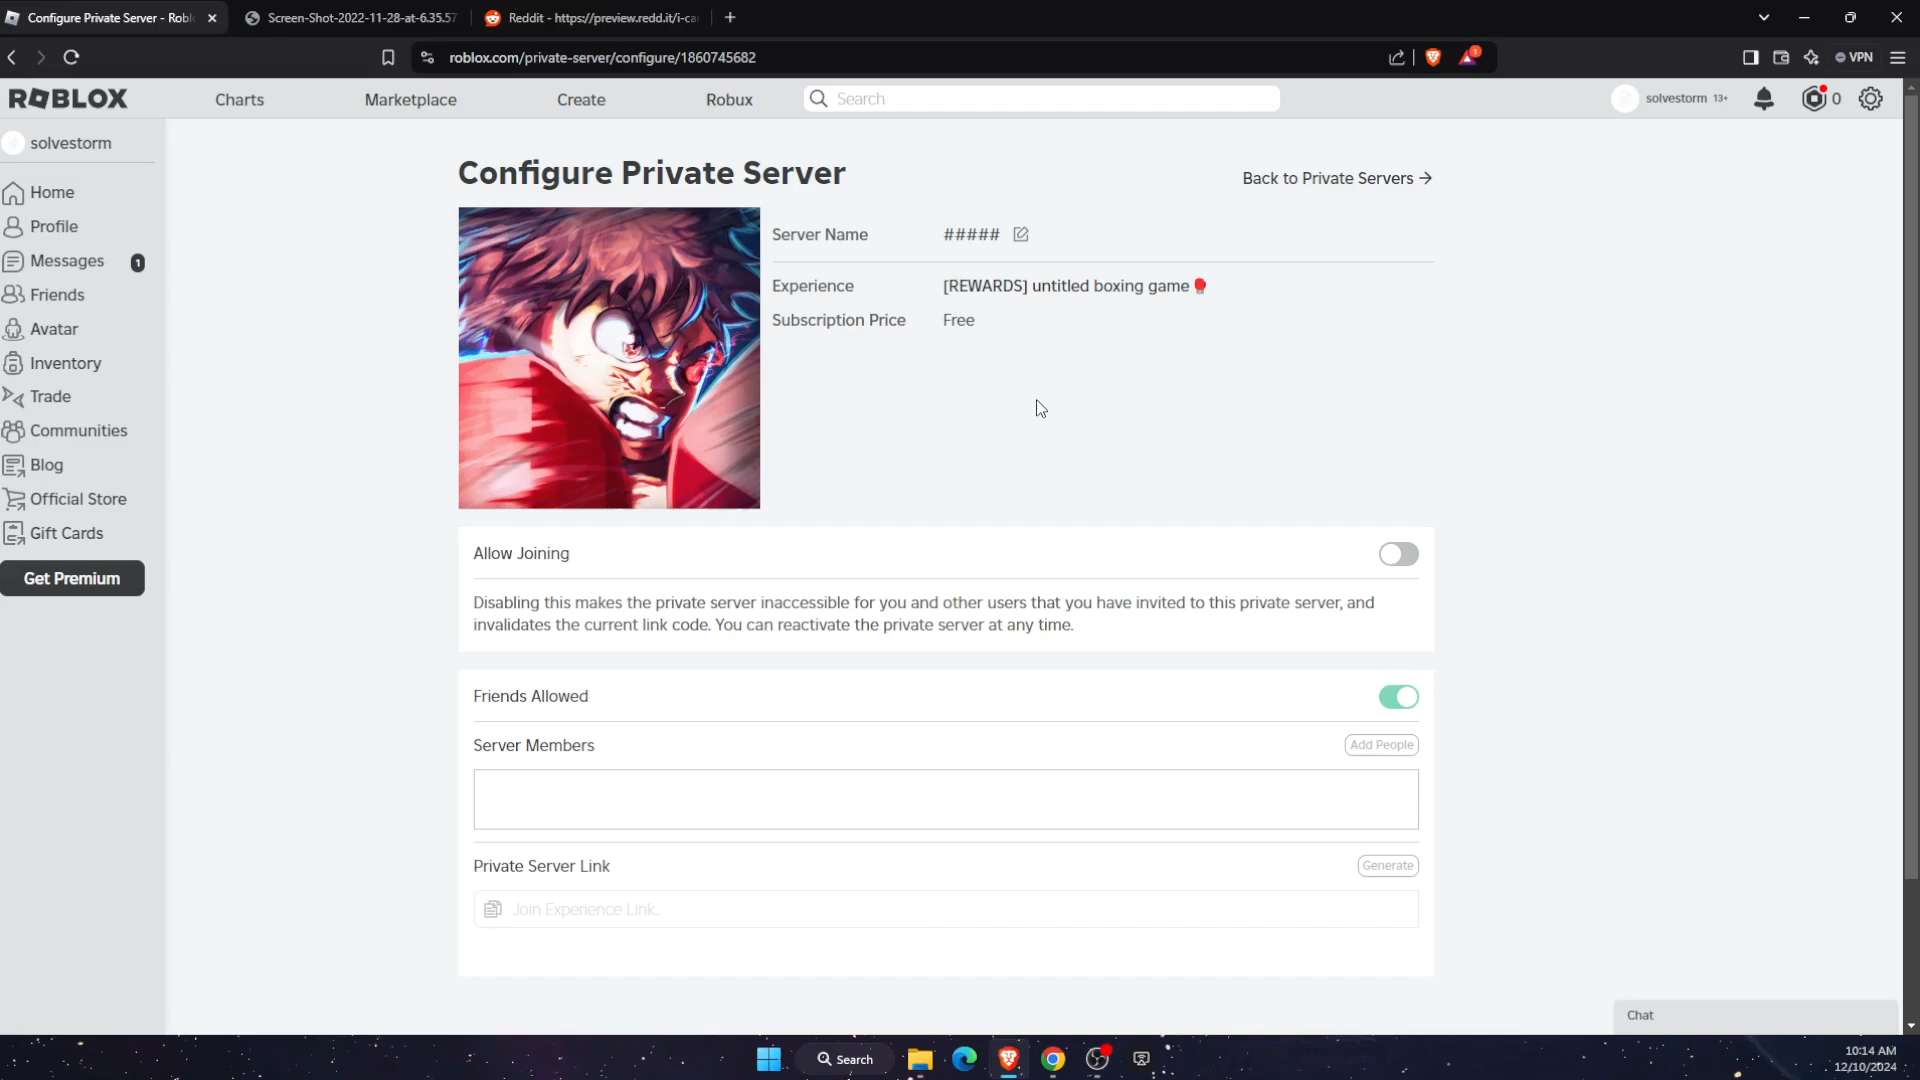 Configure Private Server - Robl
Screen-Shot-2022-11-28-at-6.35.57
Reddit - https://preview.redd.it/i-ca
roblox.com/private-server/configure/1860745682
1
VPN
ROBLOX
Charts
Marketplace
Create
Robux
Search
solvestorm 13+
0
solvestorm
Home
Profile
Messages 1
Friends
Avatar
Inventory
Trade
Communities
Blog
Official Store
Gift Cards
Get Premium
Configure Private Server
Back to Private Servers →
Server Name #####
Experience [REWARDS] untitled boxing game🥊
Subscription Price Free
Allow Joining
Disabling this makes the private server inaccessible for you and other users that you have invited to this private server, and
invalidates the current link code. You can reactivate the private server at any time.
Friends Allowed
Server Members
Add People
Private Server Link
Generate
Join Experience Link..
Chat
Search
10:14 AM
12/10/2024